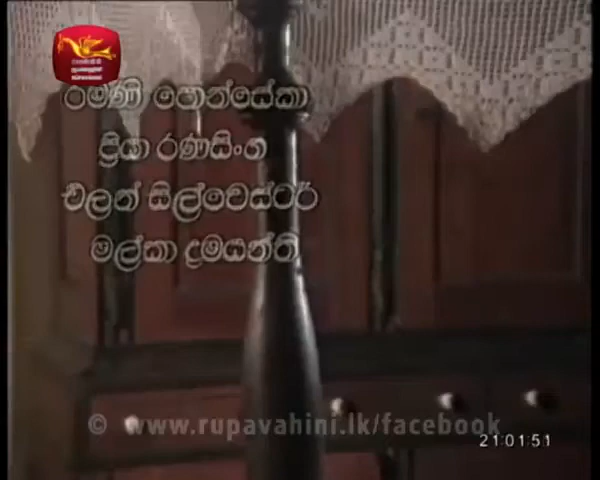 රමණි පොන්සේකා
ප්‍රියා රණසිංහ
එලන් සිල්වෙස්ටර්
මල්කා දමයන්ති
© www.rupavahini.lk/facebook
21:01:51